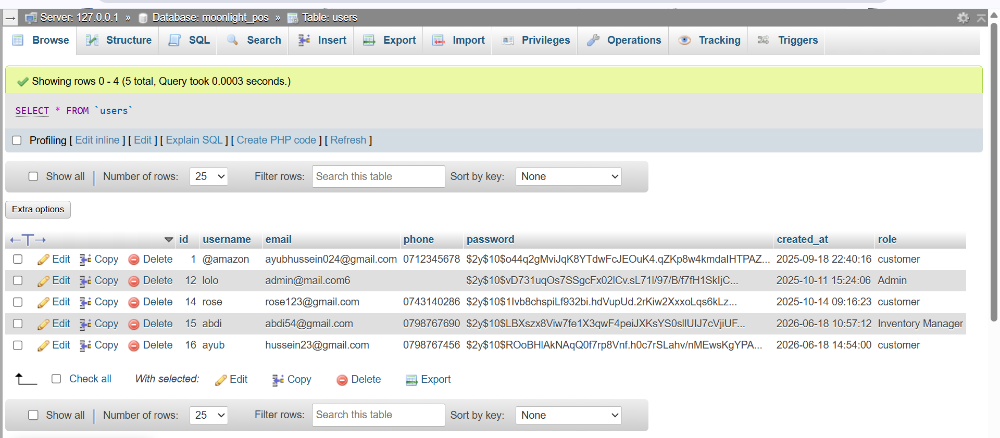 Server: 127.0.0.1 » Database: moonlight_pos » Table: users
Browse Structure SQL Search Insert Export Import Privileges Operations Tracking Triggers
Showing rows 0 - 4 (5 total, Query took 0.0003 seconds.)
SELECT * FROM `users`
Profiling [ Edit inline ] [ Edit ] [ Explain SQL ] [ Create PHP code ] [ Refresh ]
Show all Number of rows: 25 Filter rows: Search this table Sort by key: None
Extra options
←T→ id username email phone password created_at role
Edit Copy Delete 1 @amazon ayubhussein024@gmail.com 0712345678 $2y$10$o44q2gMviJqK8YTdwFcJEOuK4.qZKp8w4kmdaIHTPAZ... 2025-09-18 22:40:16 customer
Edit Copy Delete 12 lolo admin@mail.com6 $2y$10$vD731uqOs7SSgcFx02lCv.sL71l/97/B/f7fH1SkIjC... 2025-10-11 15:24:06 Admin
Edit Copy Delete 14 rose rose123@gmail.com 0743140286 $2y$10$1Ivb8chspiLf932bi.hdVupUd.2rKiw2XxxoLqs6kLz... 2025-10-14 09:16:23 customer
Edit Copy Delete 15 abdi abdi54@gmail.com 0798767690 $2y$10$LBXszx8Viw7fe1X3qwF4peiJXKsYS0sllUIJ7cVjiUF... 2026-06-18 10:57:12 Inventory Manager
Edit Copy Delete 16 ayub hussein23@gmail.com 0798767456 $2y$10$ROoBHlAkNAqQ0f7rp8Vnf.h0c7rSLahv/nMEwsKgYPA... 2026-06-18 14:54:00 customer
Check all With selected: Edit Copy Delete Export
Show all Number of rows: 25 Filter rows: Search this table Sort by key: None